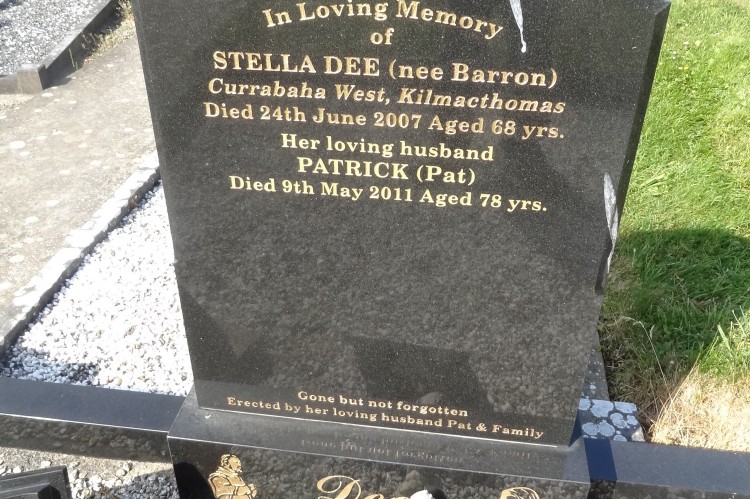 In Loving Memory
of
STELLA DEE (nee Barron)
Currabaha West, Kilmacthomas
Died 24th June 2007 Aged 68 yrs.
Her loving husband
PATRICK (Pat)
Died 9th May 2011 Aged 78 yrs.
Gone but not forgotten
Erected by her loving husband Pat & Family